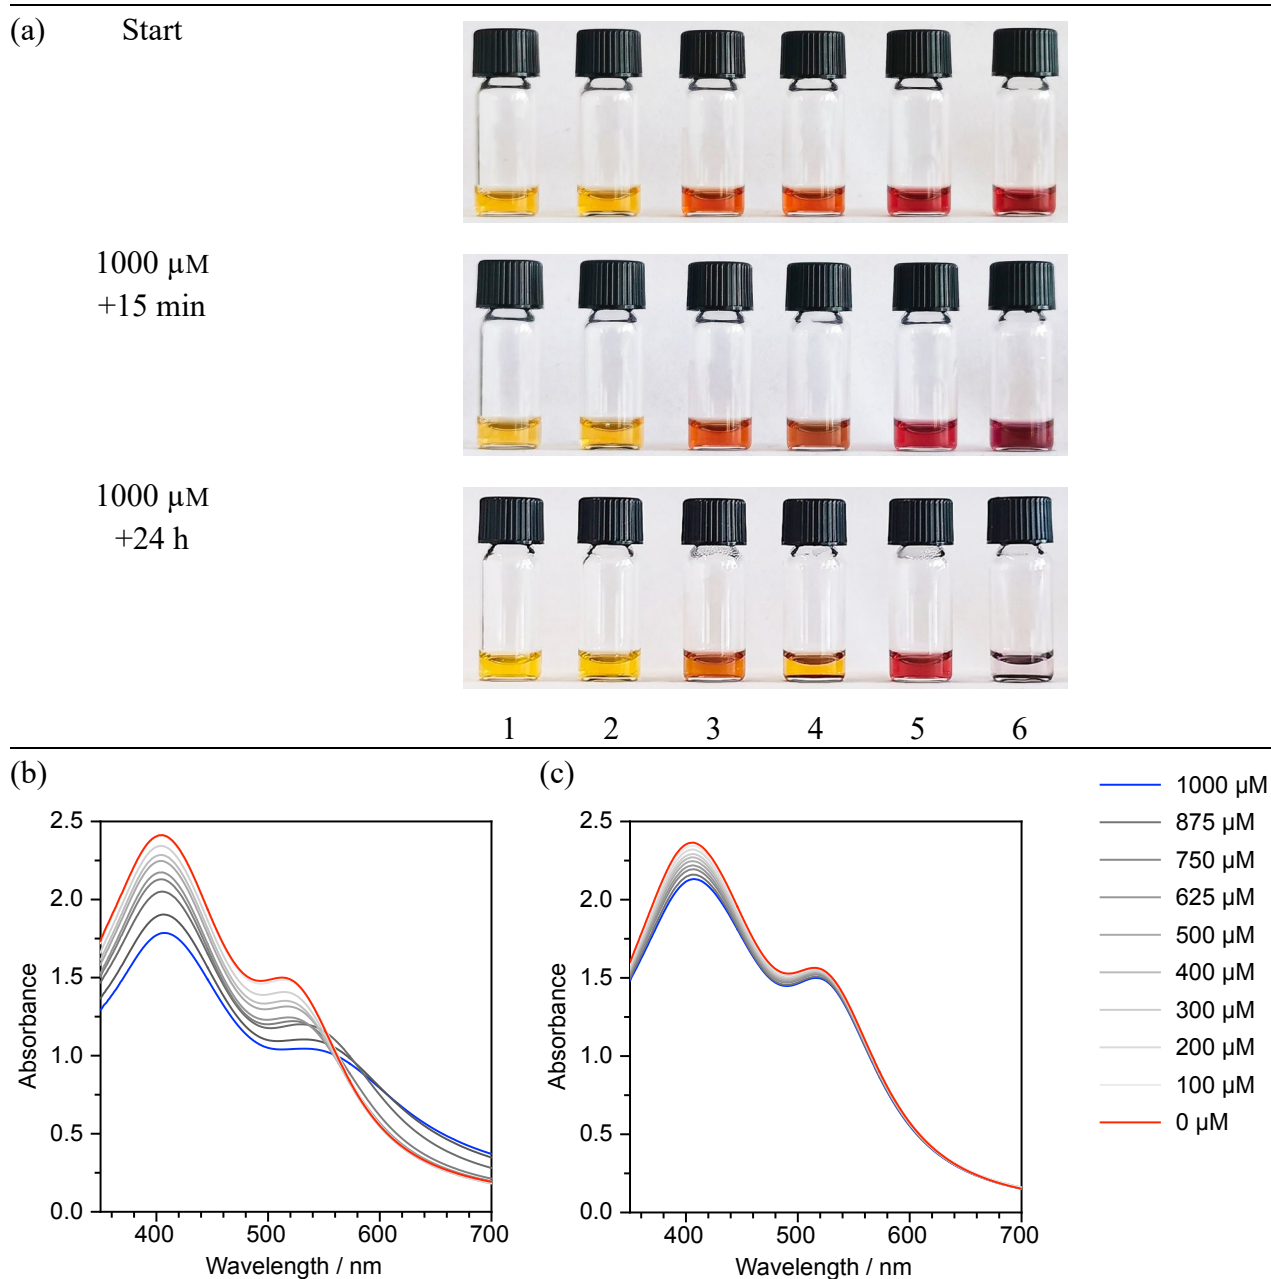 (a) Start
1000 µM
+15 min
1000 µM
+24 h
1 2 3 4 5 6
(b) (c)
2.5
2.0
1.5
1.0
0.5
0.0
Absorbance
400 500 600 700
Wavelength / nm
2.5
2.0
1.5
1.0
0.5
0.0
Absorbance
400 500 600 700
Wavelength / nm
1000 µM
875 µM
750 µM
625 µM
500 µM
400 µM
300 µM
200 µM
100 µM
0 µM